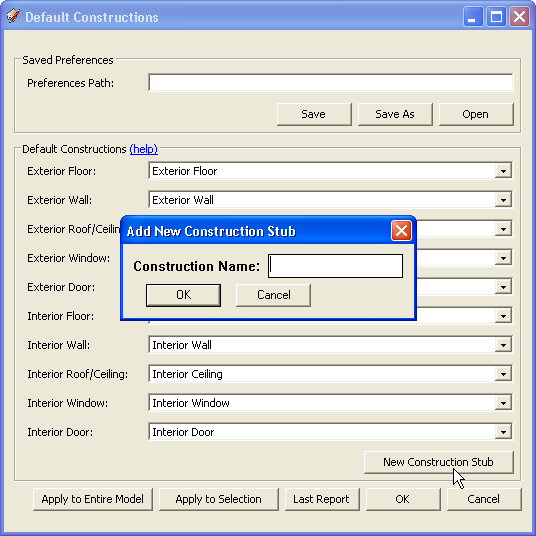 Default Constructions
Saved Preferences
Preferences Path:
Save Save As Open
Default Constructions (help)
Exterior Floor: Exterior Floor
Exterior Wall: Exterior Wall
Exterior Roof/Ceilin
Exterior Window:
Exterior Door:
Interior Floor:
Add New Construction Stub
Construction Name:
OK Cancel
Interior Wall: Interior Wall
Interior Roof/Ceiling: Interior Ceiling
Interior Window: Interior Window
Interior Door: Interior Door
New Construction Stub
Apply to Entire Model Apply to Selection Last Report OK Cancel